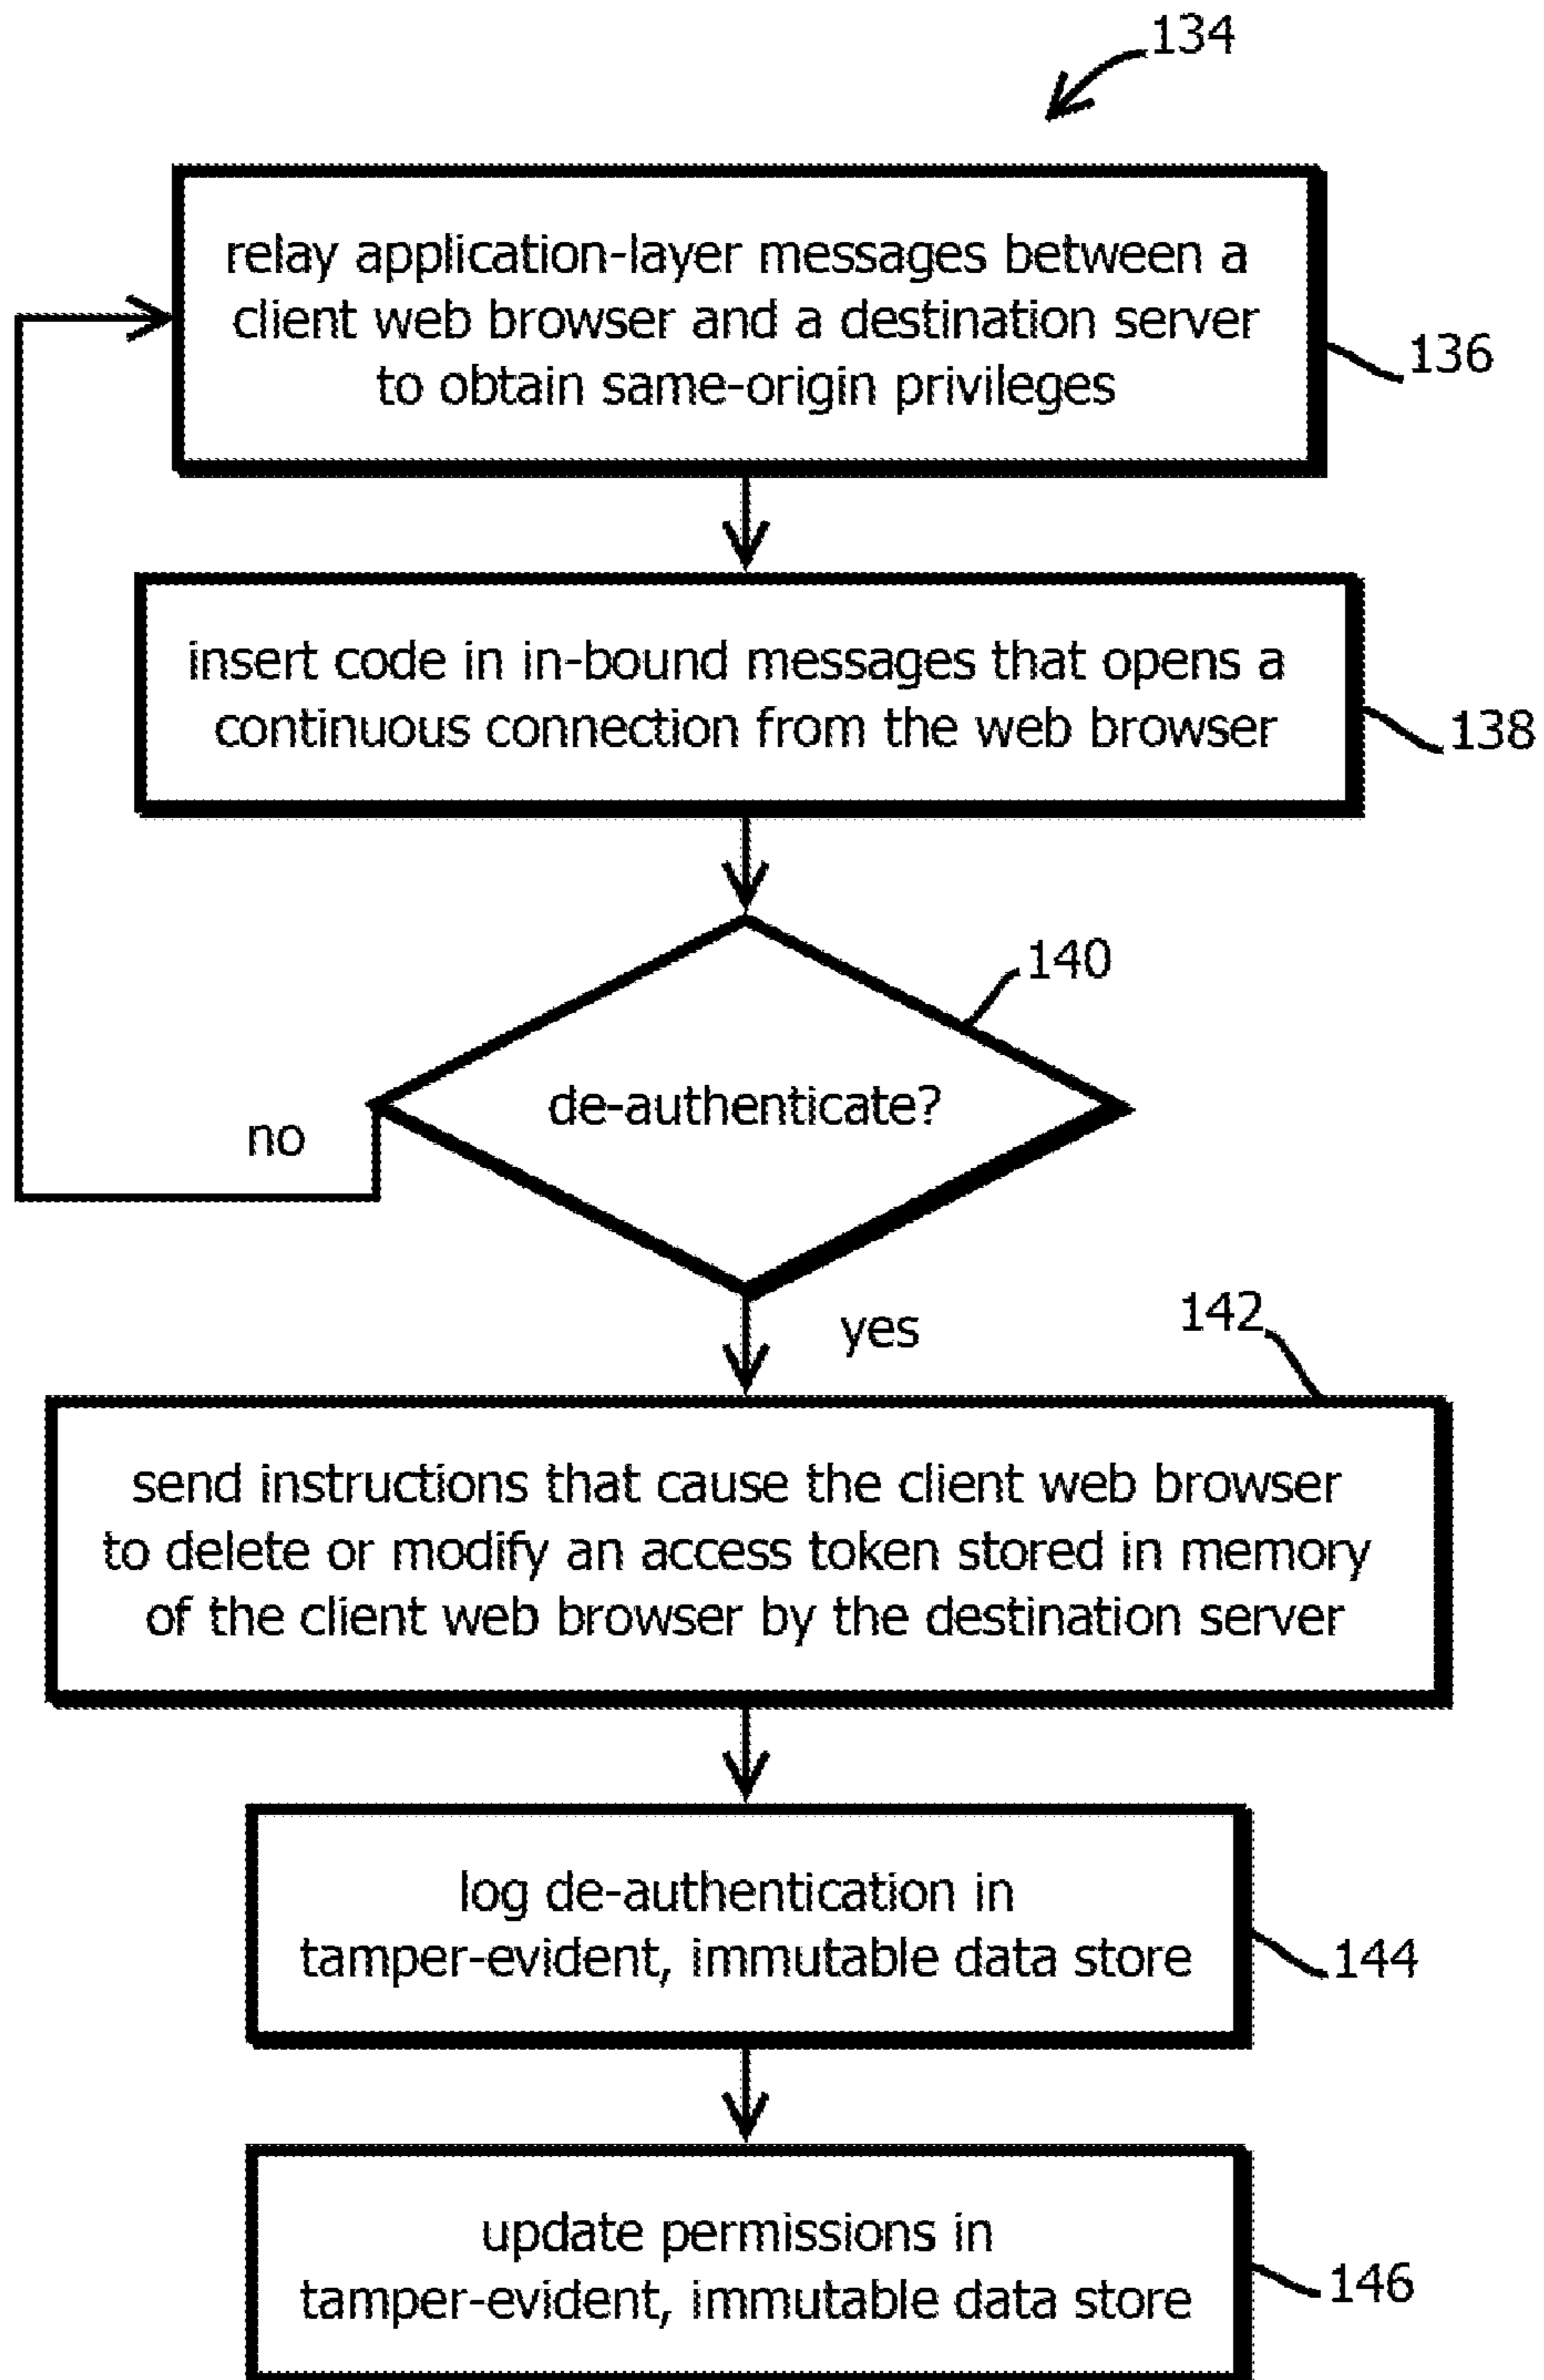 134
relay application-layer messages between a
client web browser and a destination server
to obtain same-origin privileges
136
insert code in in-bound messages that opens a
continuous connection from the web browser
138
140
de-authenticate?
no
yes
142
send instructions that cause the client web browser
to delete or modify an access token stored in memory
of the client web browser by the destination server
log de-authentication in
tamper-evident, immutable data store
144
update permissions in
tamper-evident, immutable data store
146